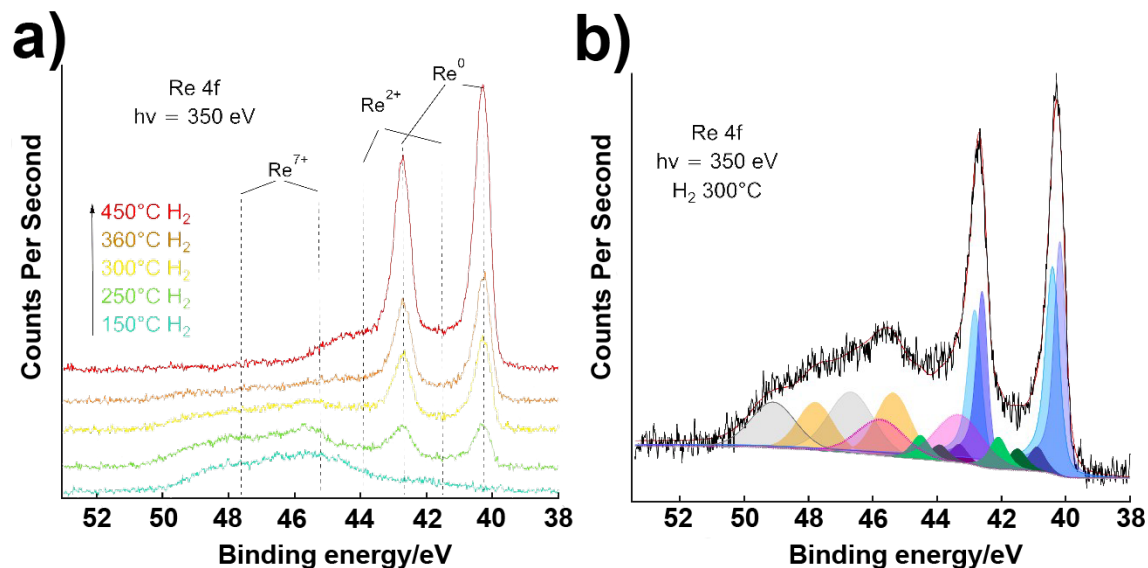 a)
Re 4f
hν = 350 eV
Re⁷⁺
Re²⁺
Re⁰
450°C H₂
360°C H₂
300°C H₂
250°C H₂
150°C H₂
Counts Per Second
52 50 48 46 44 42 40 38
Binding energy/eV
b)
Re 4f
hν = 350 eV
H₂ 300°C
Counts Per Second
52 50 48 46 44 42 40 38
Binding energy/eV